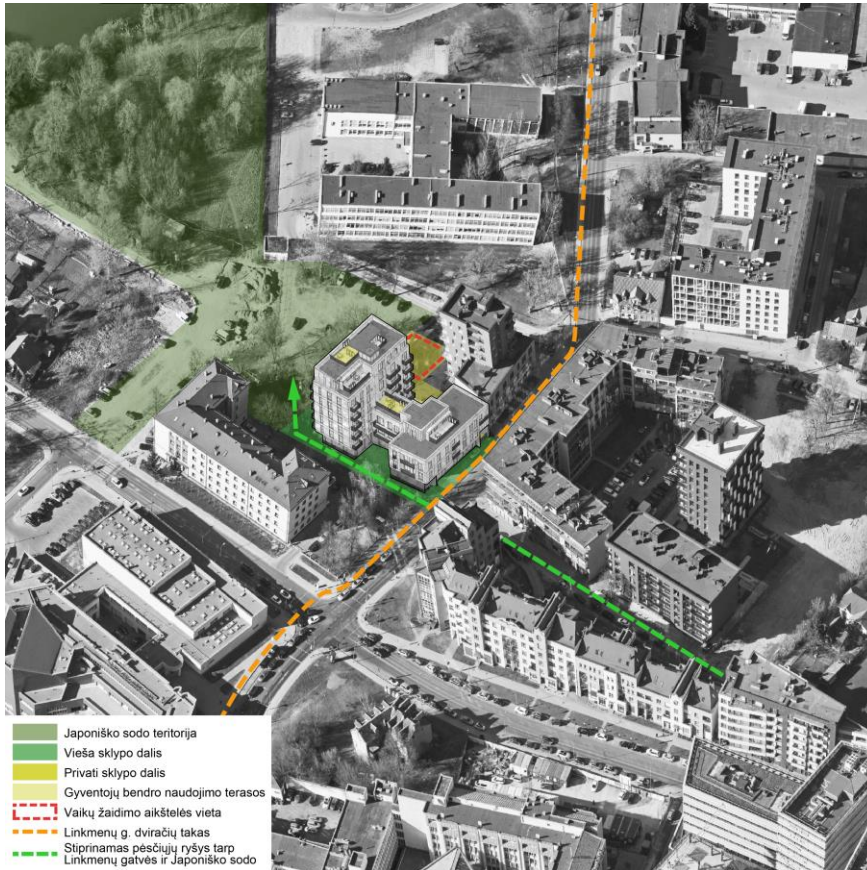 Japoniško sodo teritorija
Vieša sklypo dalis
Privati sklypo dalis
Gyventojų bendro naudojimo terasos
Vaikų žaidimo aikštelės vieta
Linkmenų g. dviračių takas
Stiprinamas pėsčiųjų ryšys tarp
Linkmenų gatvės ir Japoniško sodo